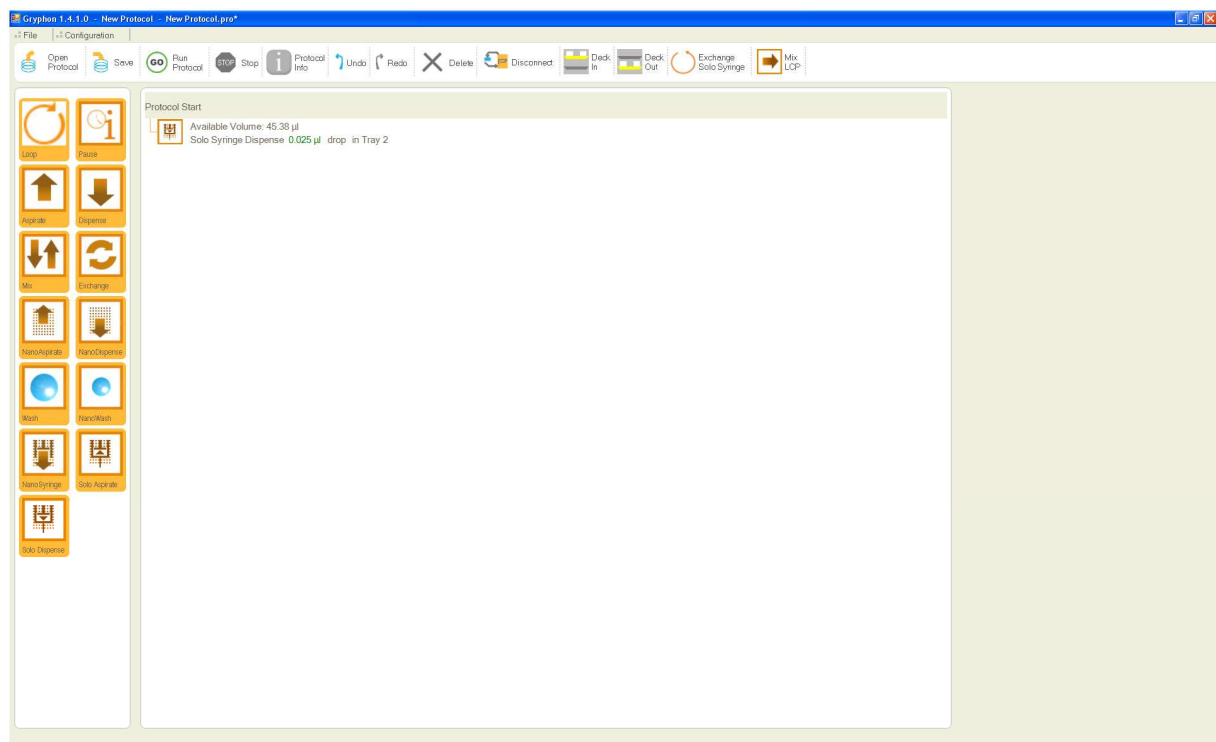 Gryphon 1.4.1.0 - New Protocol - New Protocol.pro*
File Configuration
Open Protocol
Save
GO Run Protocol
STOP Stop
Protocol Info
Undo
Redo
Delete
Disconnect
Deck In
Deck Out
Exchange Solo Syringe
Mix LCP
Loop
Pause
Aspirate
Dispense
Mix
Exchange
NanoAspirate
NanoDispense
Wash
NanoWash
NanoSyringe
Solo Aspirate
Solo Dispense
Protocol Start
Available Volume: 45.38 µl
Solo Syringe Dispense 0.025 µl drop in Tray 2